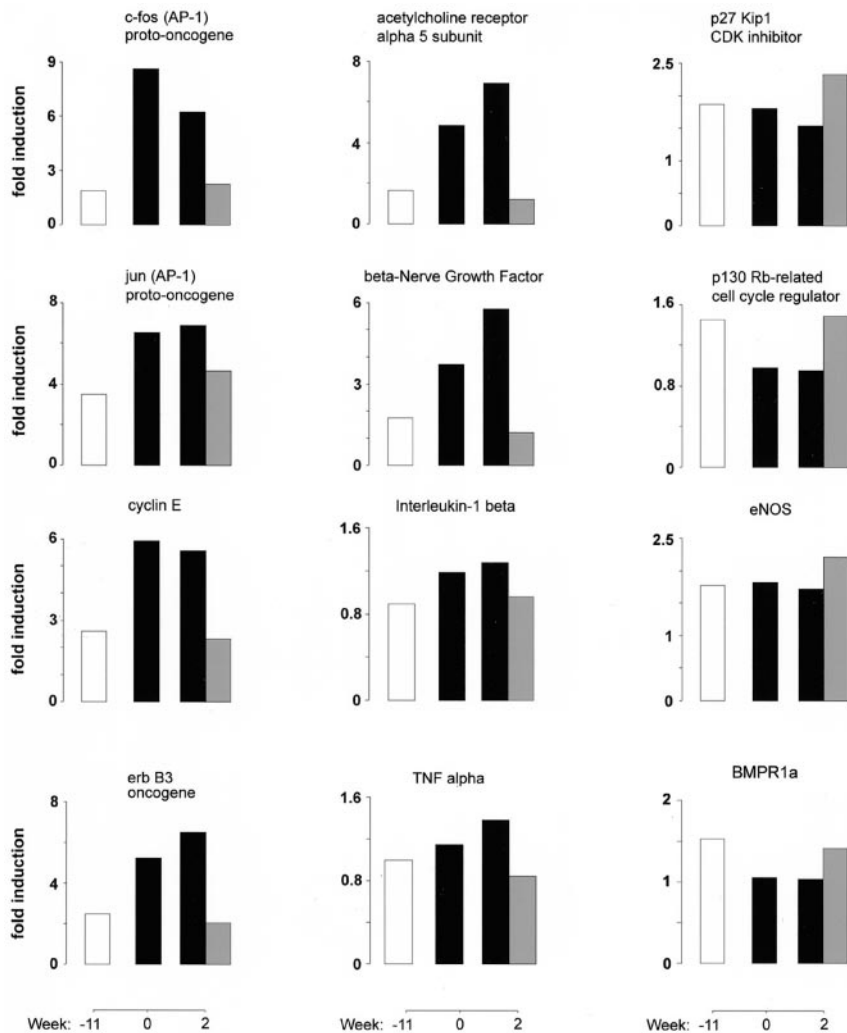 c-fos (AP-1)
proto-oncogene
fold induction
9
6
3
0
acetylcholine receptor
alpha 5 subunit
8
4
0
p27 Kip1
CDK inhibitor
2.5
1
0
jun (AP-1)
proto-oncogene
fold induction
8
4
0
beta-Nerve Growth Factor
6
3
0
p130 Rb-related
cell cycle regulator
1.6
0.8
0
cyclin E
fold induction
6
3
0
Interleukin-1 beta
1.6
0.8
0
eNOS
2.5
1
0
erb B3
oncogene
fold induction
8
4
0
TNF alpha
1.6
0.8
0
BMPR1a
2
1
0
Week: -11 0 2
Week: -11 0 2
Week: -11 0 2